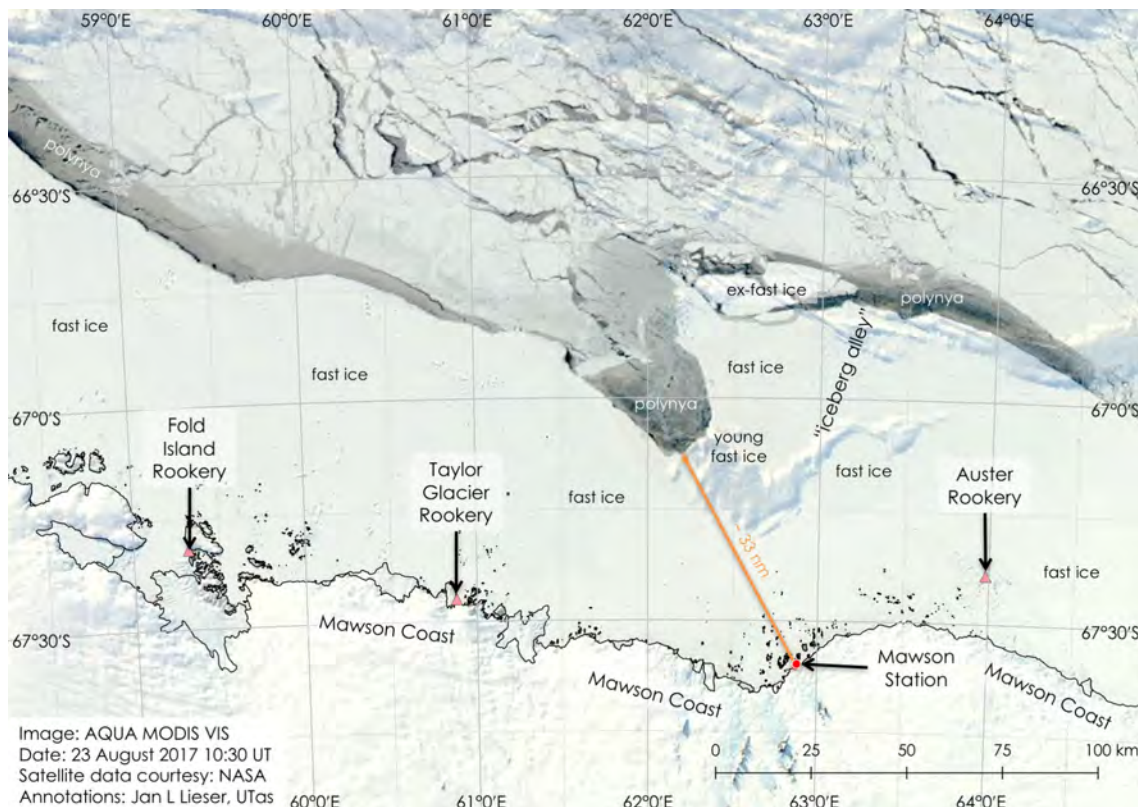 59°0'E
60°0'E
61°0'E
62°0'E
63°0'E
64°0'E
polynya
66°30'S
66°30'S
ex-fast ice
polynya
fast ice
"iceberg alley"
fast ice
fast ice
polynya
67°0'S
67°0'S
Fold
Island
Rookery
young
fast ice
Taylor
Glacier
Rookery
fast ice
fast ice
Auster
Rookery
~33 nm
fast ice
67°30'S
67°30'S
Mawson Coast
Mawson
Station
Mawson Coast
Mawson Coast
Image: AQUA MODIS VIS
Date: 23 August 2017 10:30 UT
Satellite data courtesy: NASA
Annotations: Jan L Lieser, UTas
0 25 50 75 100 km
60°0'E
61°0'E
62°0'E
63°0'E
64°0'E